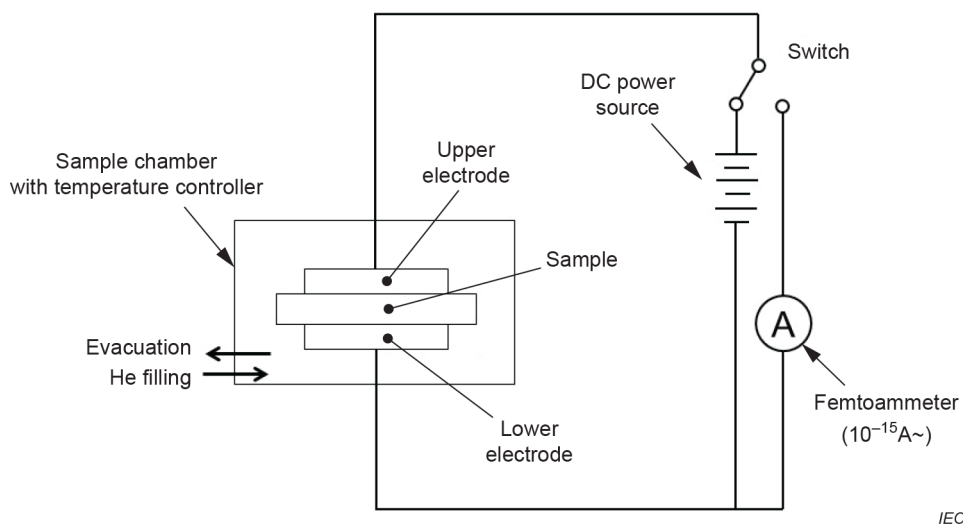 Switch
DC power
source
Upper
electrode
Sample chamber
with temperature controller
Sample
A
Evacuation
He filling
Femtoammeter
(10⁻¹⁵A~)
Lower
electrode
IEC